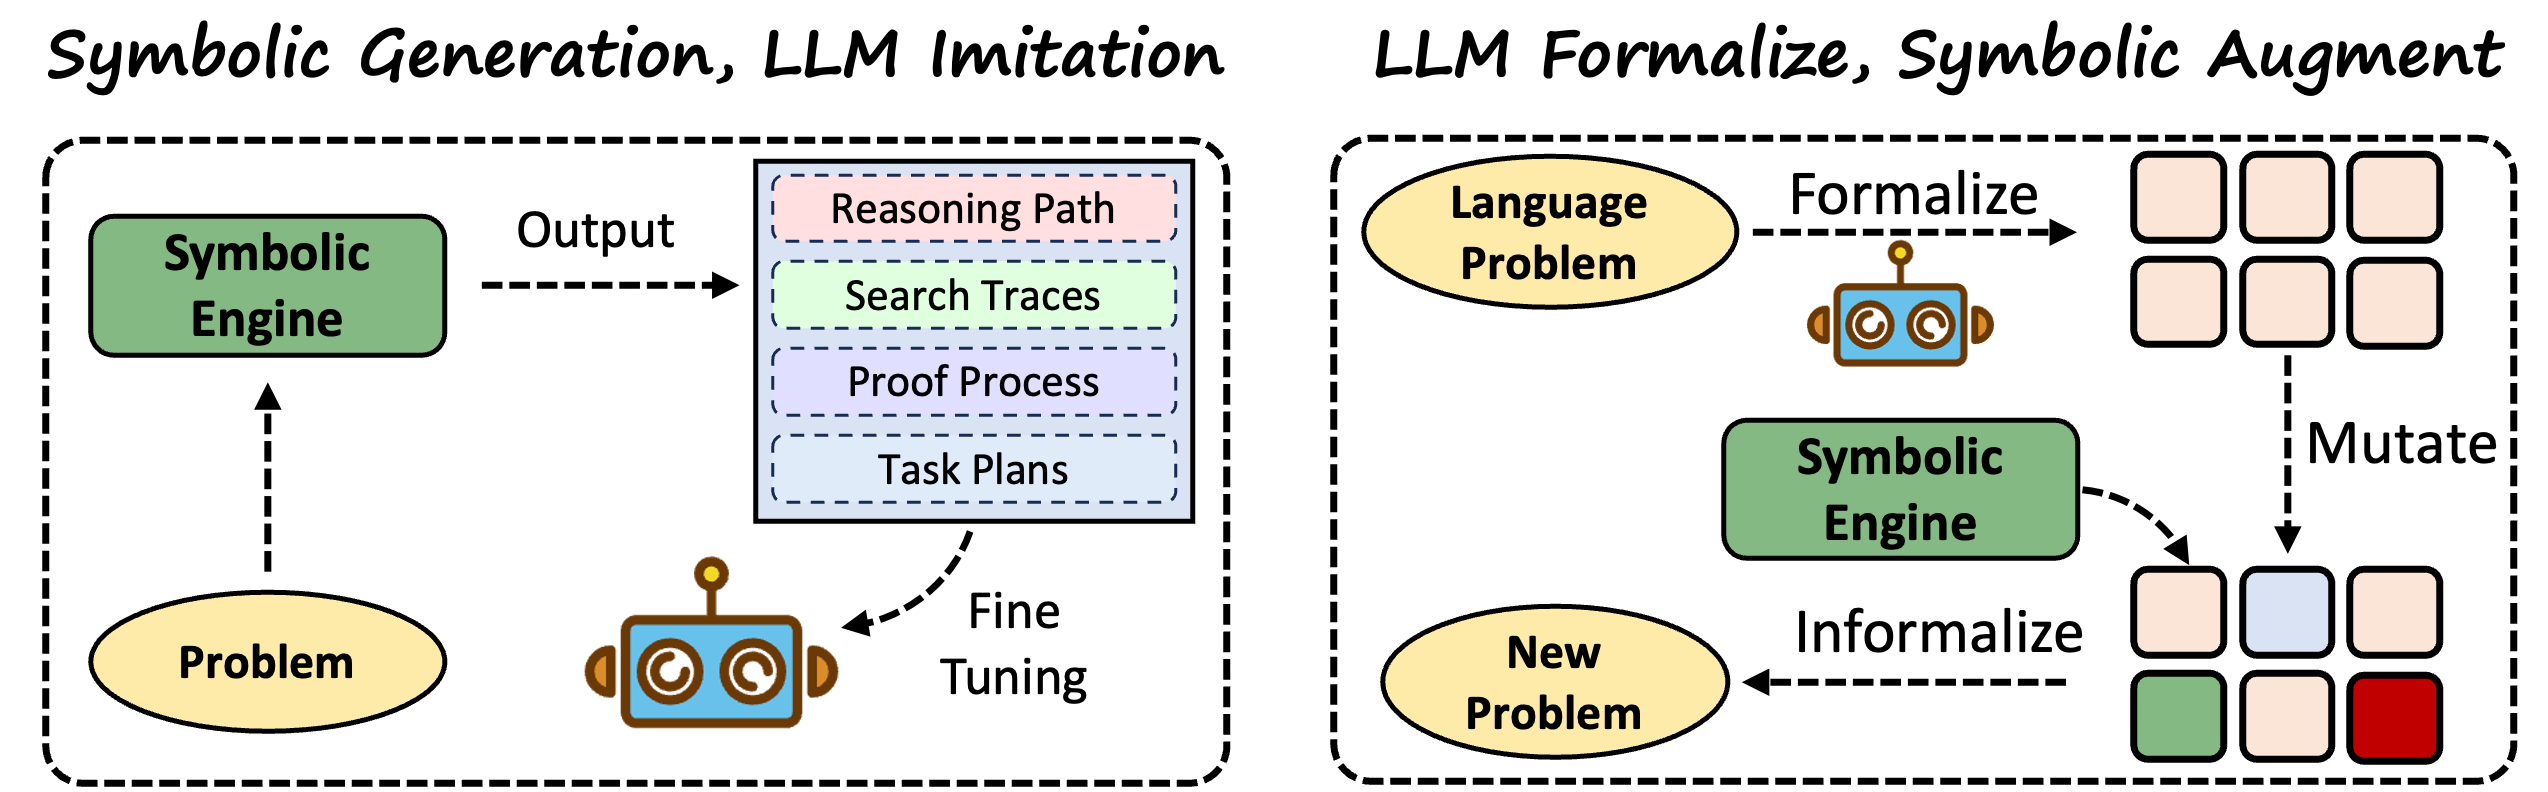 Symbolic Generation, LLM Imitation
Symbolic
Engine
Output
Reasoning Path
Search Traces
Proof Process
Task Plans
Problem
Fine
Tuning
LLM Formalize, Symbolic Augment
Language
Problem
Formalize
Mutate
Symbolic
Engine
Informalize
New
Problem